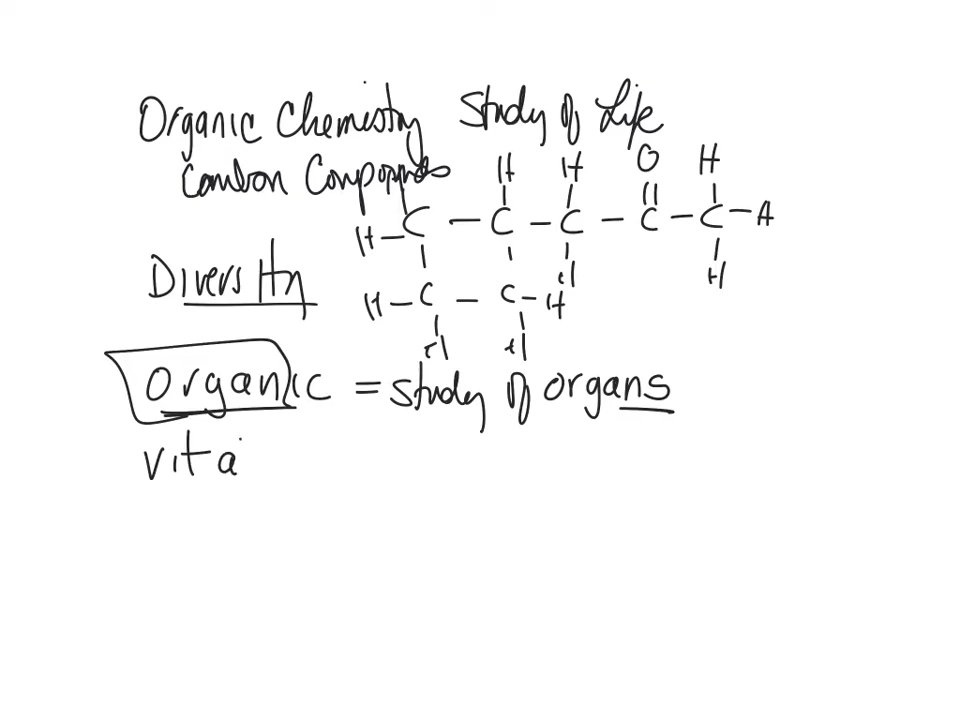 Organic Chemistry Study of Life
Carbon Compounds
H H O H
H - C - C - C - C - C - H
Diversity
H - C - C - H H H
H H
Organic = study of organs
vita